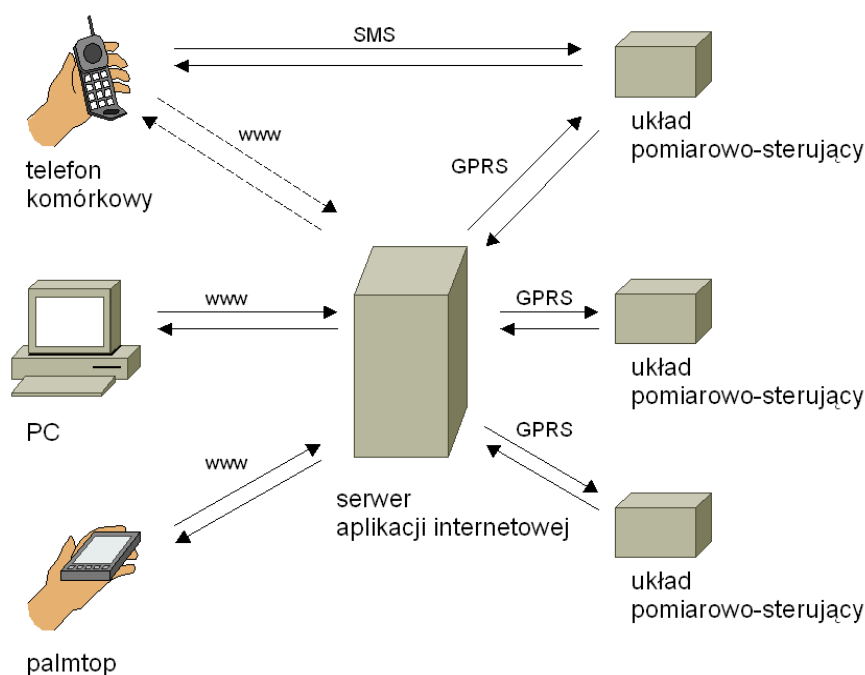 SMS
telefon
komórkowy
www
GPRS
układ
pomiarowo-sterujący
PC
www
serwer
aplikacji internetowej
GPRS
układ
pomiarowo-sterujący
palmtop
www
GPRS
układ
pomiarowo-sterujący